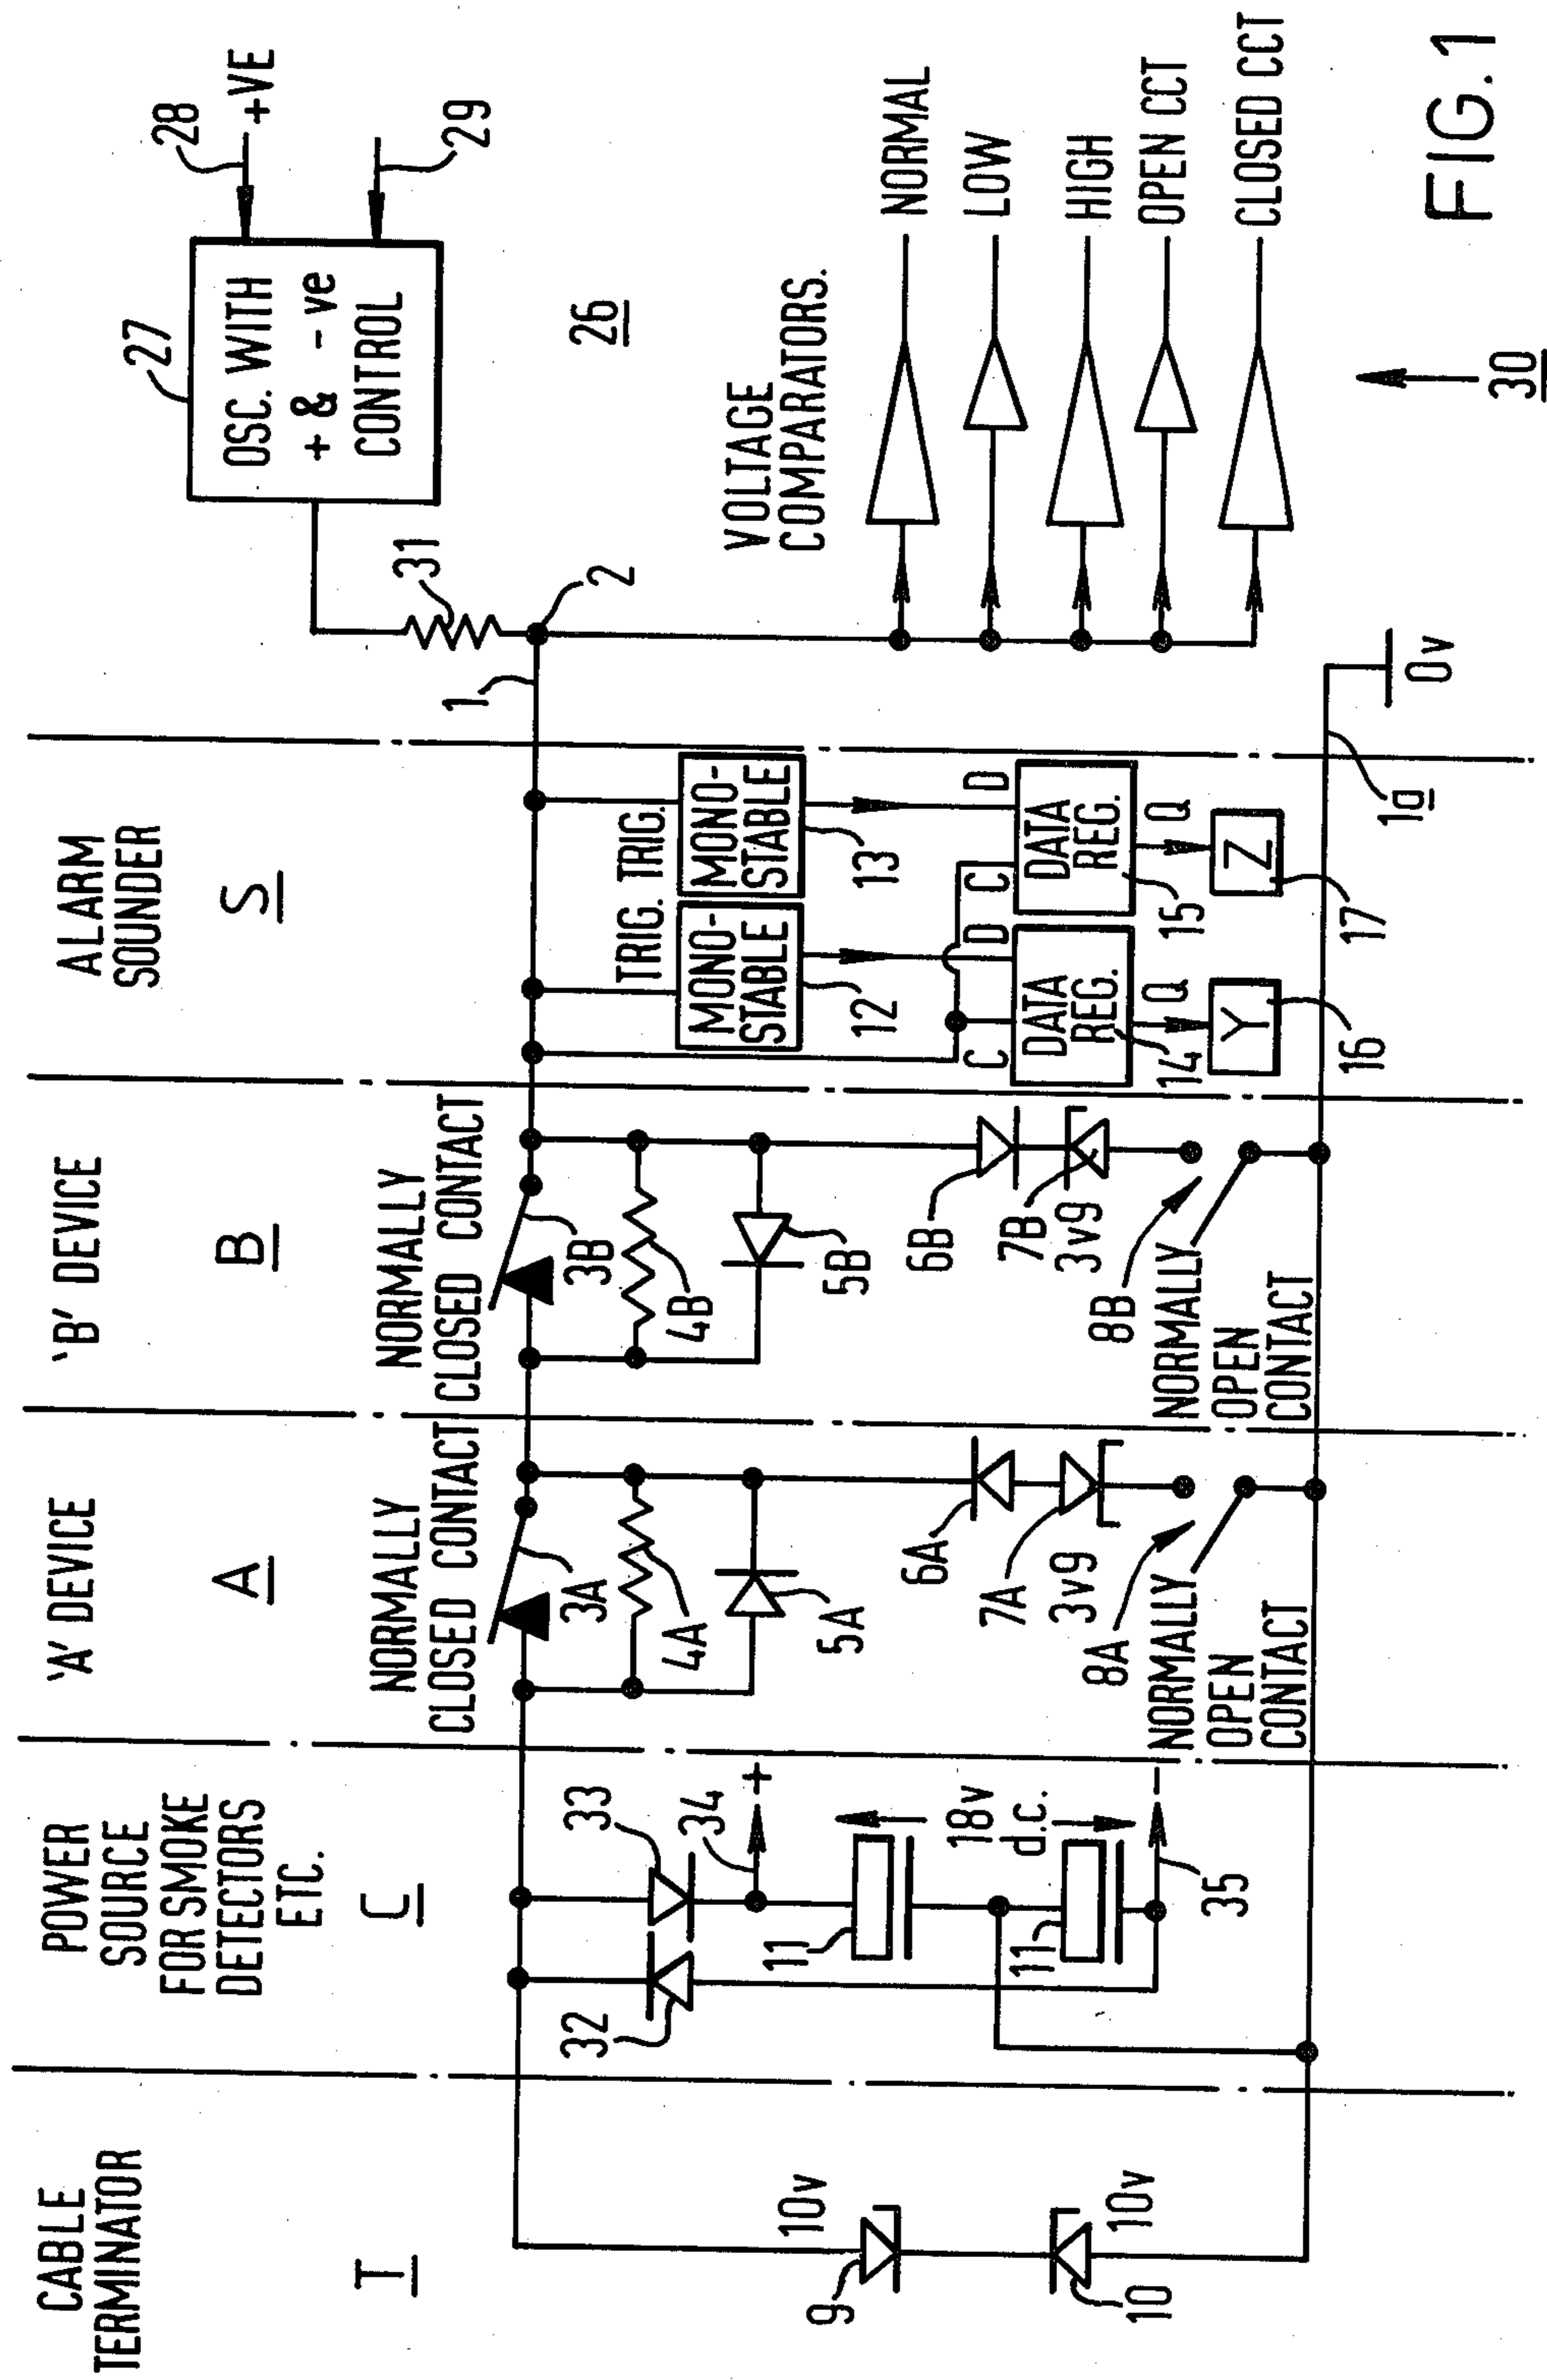 CABLE
TERMINATOR
T
9
10v
10
10v
POWER
SOURCE
FOR SMOKE
DETECTORS
ETC.
C
32
33
34
+
11
18v
d.c.
11
-
35
'A' DEVICE
A
NORMALLY
CLOSED CONTACT
3A
4A
5A
6A
7A
3v9
8A
NORMALLY
OPEN
CONTACT
'B' DEVICE
B
NORMALLY
CLOSED CONTACT
3B
4B
5B
6B
7B
3v9
8B
NORMALLY
OPEN
CONTACT
ALARM
SOUNDER
S
TRIG. TRIG.
MONO-
STABLE
12
MONO-
STABLE
13
C
D
C
D
DATA
REG.
14
DATA
REG.
15
Q
Q
Y
16
Z
17
1
2
1a
0v
27
OSC. WITH
+ & -ve
CONTROL
28
+VE
29
31
26
VOLTAGE
COMPARATORS.
NORMAL
LOW
HIGH
OPEN CCT
CLOSED CCT
30
FIG. 1